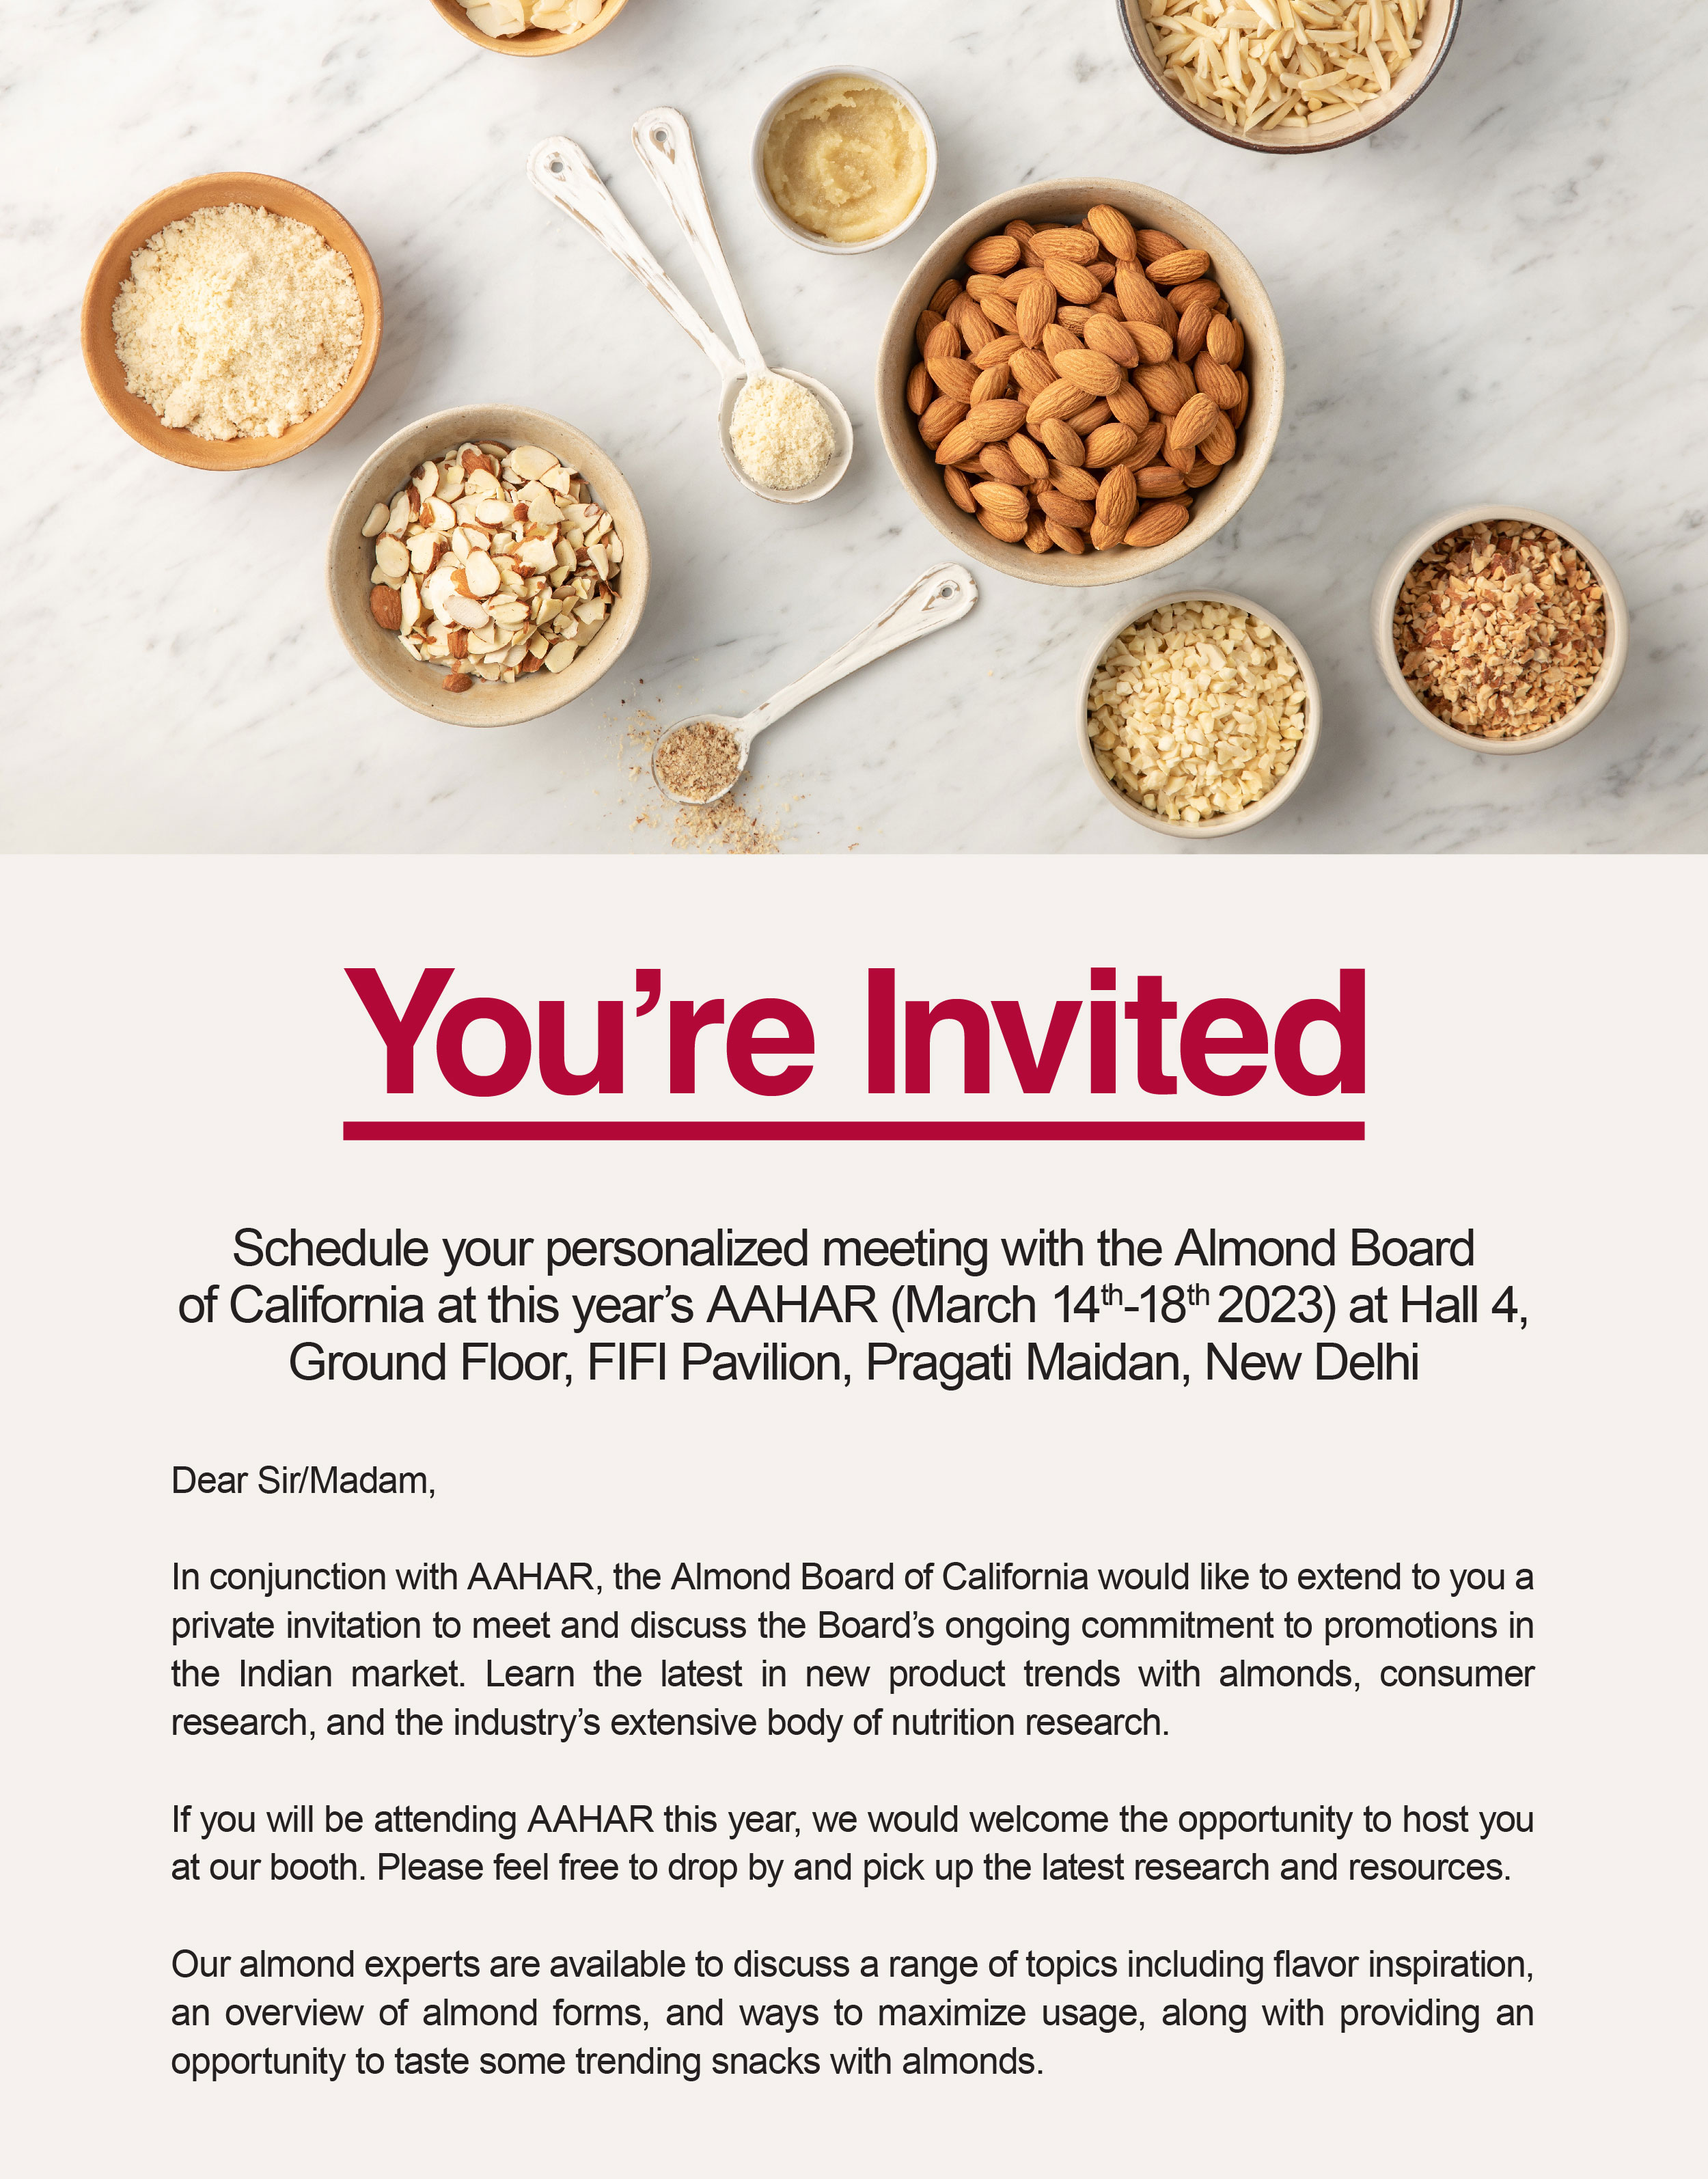 You’re Invited
Schedule your personalized meeting with the Almond Board
of California at this year’s AAHAR (March 14th-18th 2023) at Hall 4,
Ground Floor, FIFI Pavilion, Pragati Maidan, New Delhi
Dear Sir/Madam,
In conjunction with AAHAR, the Almond Board of California would like to extend to you a
private invitation to meet and discuss the Board’s ongoing commitment to promotions in
the Indian market. Learn the latest in new product trends with almonds, consumer
research, and the industry’s extensive body of nutrition research.
If you will be attending AAHAR this year, we would welcome the opportunity to host you
at our booth. Please feel free to drop by and pick up the latest research and resources.
Our almond experts are available to discuss a range of topics including flavor inspiration,
an overview of almond forms, and ways to maximize usage, along with providing an
opportunity to taste some trending snacks with almonds.